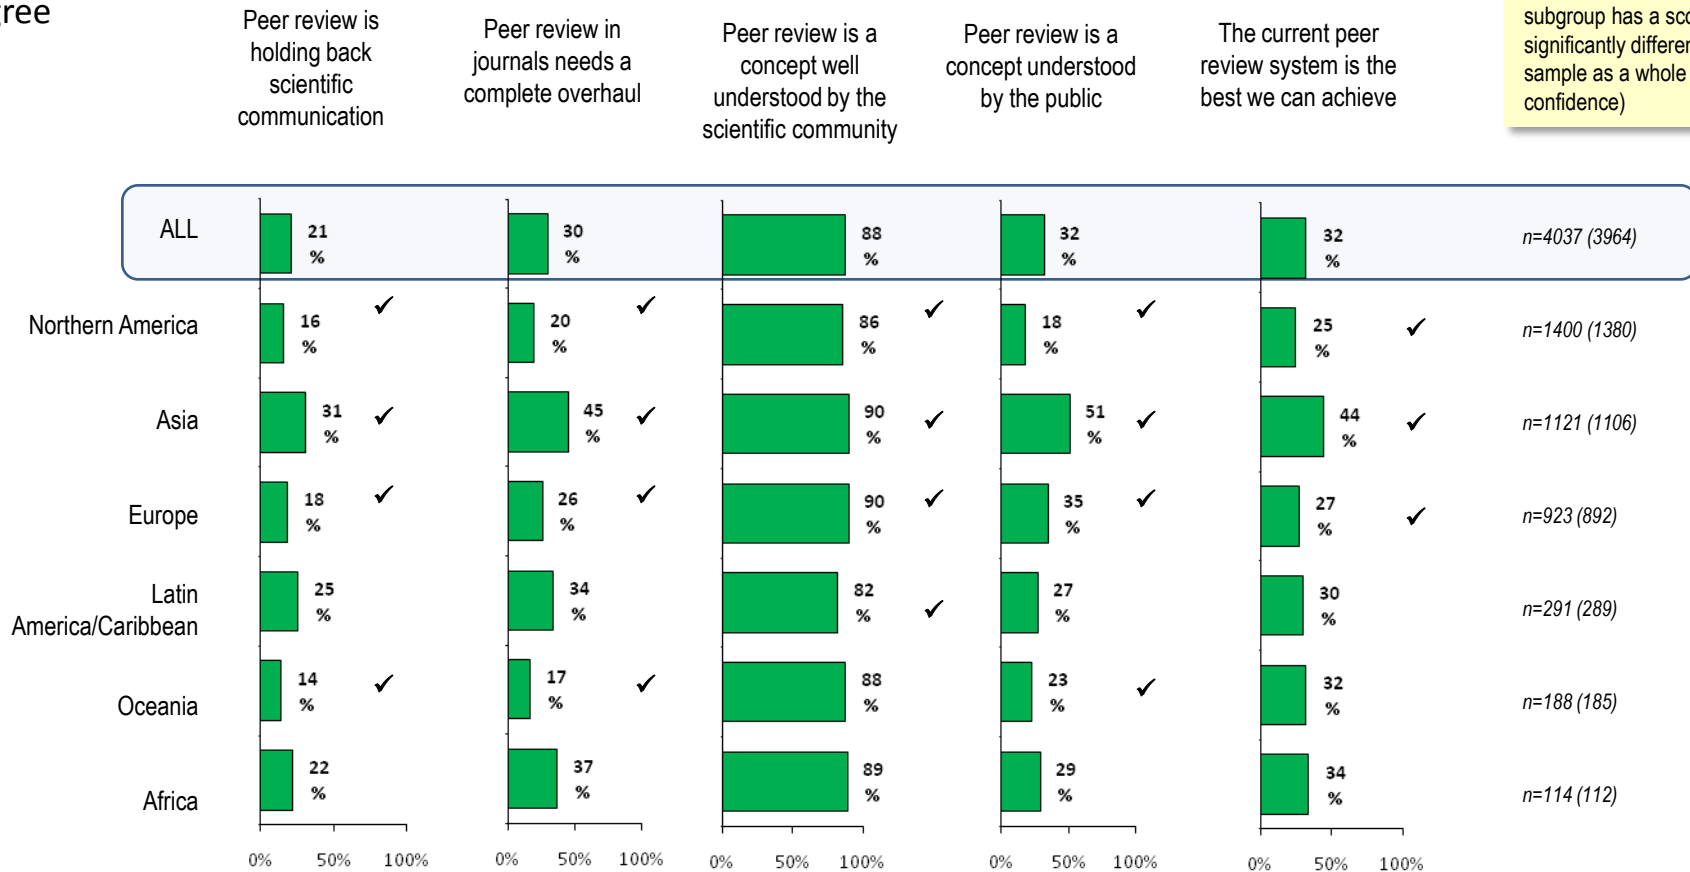 Peer review is
holding back
scientific
communication
Peer review in
journals needs a
complete overhaul
Peer review is a
concept well
understood by the
scientific community
Peer review is a
concept understood
by the public
The current peer
review system is the
best we can achieve
sample as a whole
confidence)
ALL
21
%
30
%
88
%
32
%
32
%
n=4037 (3964)
Northern America
16
%
20
%
86
%
18
%
25
%
n=1400 (1380)
Asia
31
%
45
%
90
%
51
%
44
%
n=1121 (1106)
Europe
18
%
26
%
90
%
35
%
27
%
n=923 (892)
Latin
America/Caribbean
25
%
34
%
82
%
27
%
30
%
n=291 (289)
Oceania
14
%
17
%
88
%
23
%
32
%
n=188 (185)
Africa
22
%
37
%
89
%
29
%
34
%
n=114 (112)
0% 50% 100%
0% 50% 100%
0% 50% 100%
0% 50% 100%
0% 50% 100%